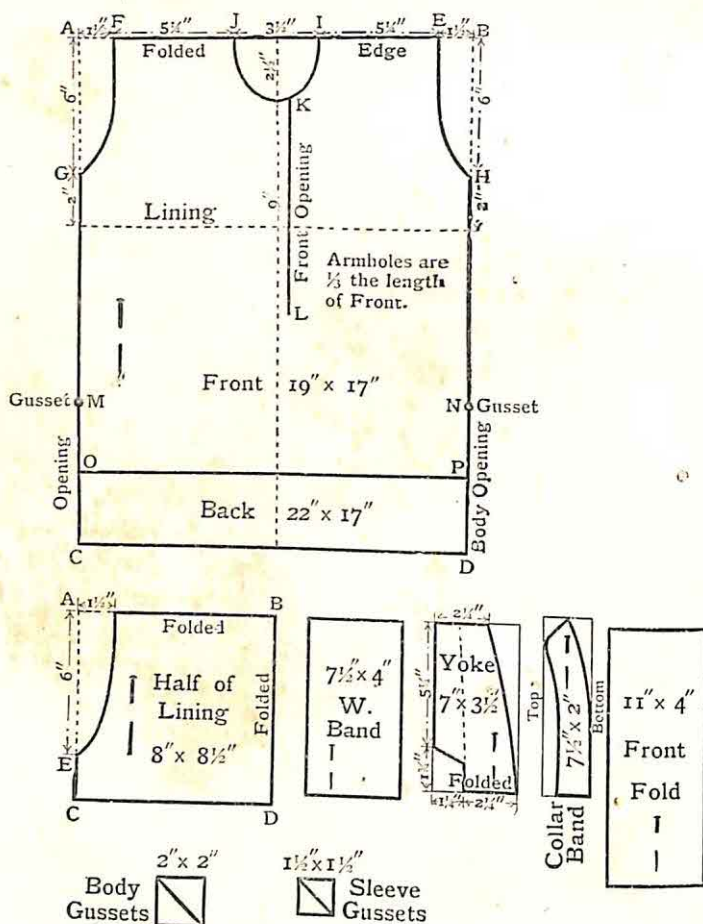 A F J I E B
1½" 5¼" 3½" 5¼" 1½"
Folded Edge
2½"
6" 6"
K
G H
2" 9" 2"
Lining
Front Opening
Armholes are
⅓ the length
of Front.
L
Front 19" x 17"
Gusset M N Gusset
Opening
Body Opening
O P
Back 22" x 17"
C D
A 1½" B
Folded
6"
Half of
Lining
8" x 8½"
Folded
E
C D
7½" x 4"
W.
Band
2¼"
5¼"
Yoke
7" x 3½"
1¾"
Folded
1¼" 2¼"
Top
7½" x 2"
Bottom
Collar
Band
11" x 4"
Front
Fold
2" x 2"
Body
Gussets
1½" x 1½"
Sleeve
Gussets